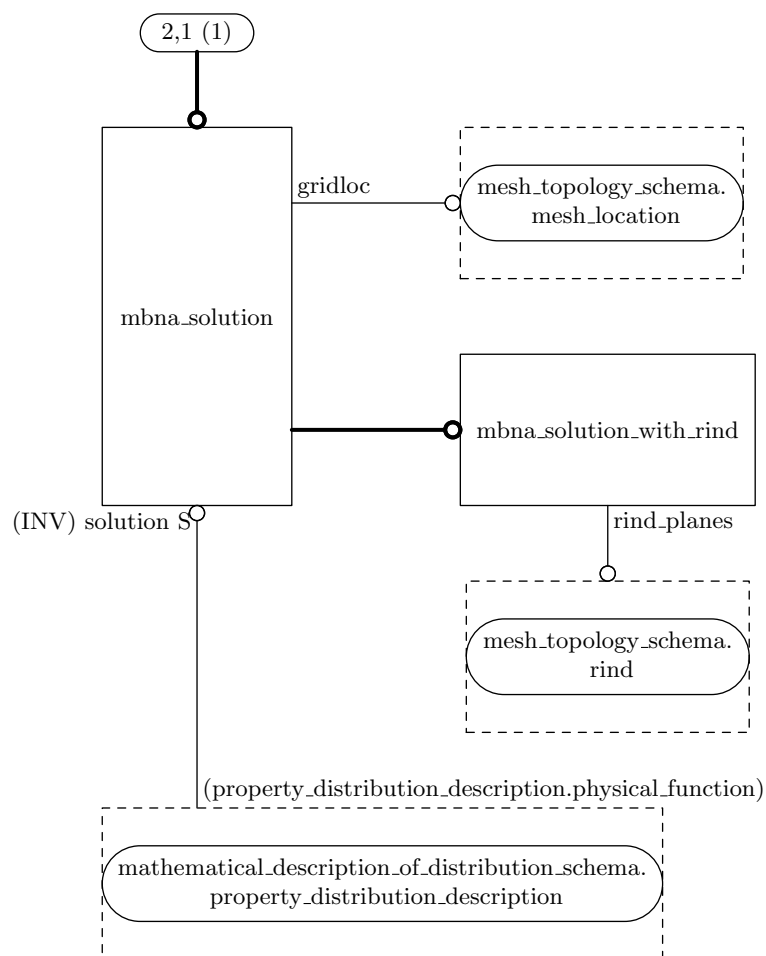 2,1 (1)
gridloc
mesh_topology_schema.
mesh_location
mbna_solution
mbna_solution_with_rind
(INV) solution S
rind_planes
mesh_topology_schema.
rind
(property_distribution_description.physical_function)
mathematical_description_of_distribution_schema.
property_distribution_description